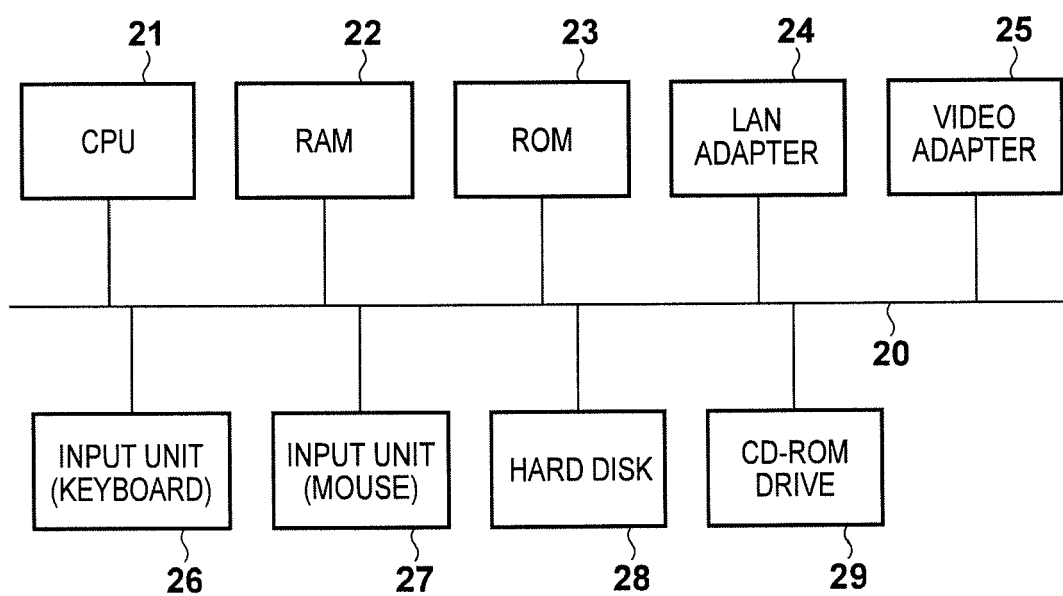 21
22
23
24
25
CPU
RAM
ROM
LAN
ADAPTER
VIDEO
ADAPTER
20
INPUT UNIT
(KEYBOARD)
INPUT UNIT
(MOUSE)
HARD DISK
CD-ROM
DRIVE
26
27
28
29